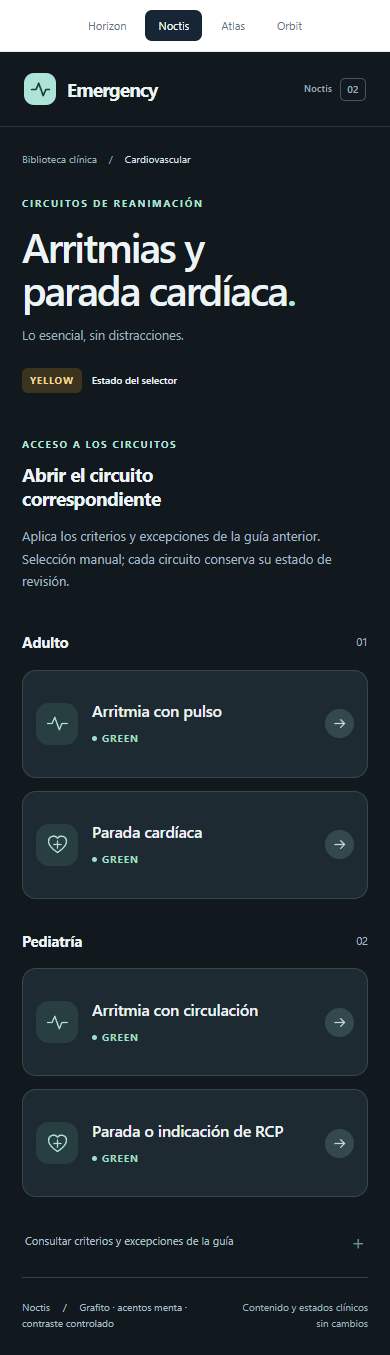 Horizon Noctis Atlas Orbit
Emergency Noctis 02
Biblioteca clínica / Cardiovascular
CIRCUITOS DE REANIMACIÓN
Arritmias y
parada cardíaca.
Lo esencial, sin distracciones.
YELLOW Estado del selector
ACCESO A LOS CIRCUITOS
Abrir el circuito
correspondiente
Aplica los criterios y excepciones de la guía anterior.
Selección manual; cada circuito conserva su estado de
revisión.
Adulto 01
Arritmia con pulso
GREEN
Parada cardíaca
GREEN
Pediatría 02
Arritmia con circulación
GREEN
Parada o indicación de RCP
GREEN
Consultar criterios y excepciones de la guía +
Noctis / Grafito · acentos menta ·
contraste controlado
Contenido y estados clínicos
sin cambios